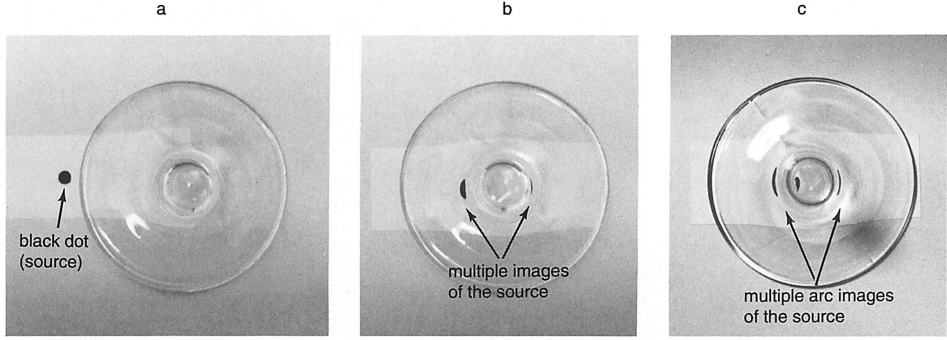 a
b
c
black dot
(source)
multiple images
of the source
multiple arc images
of the source